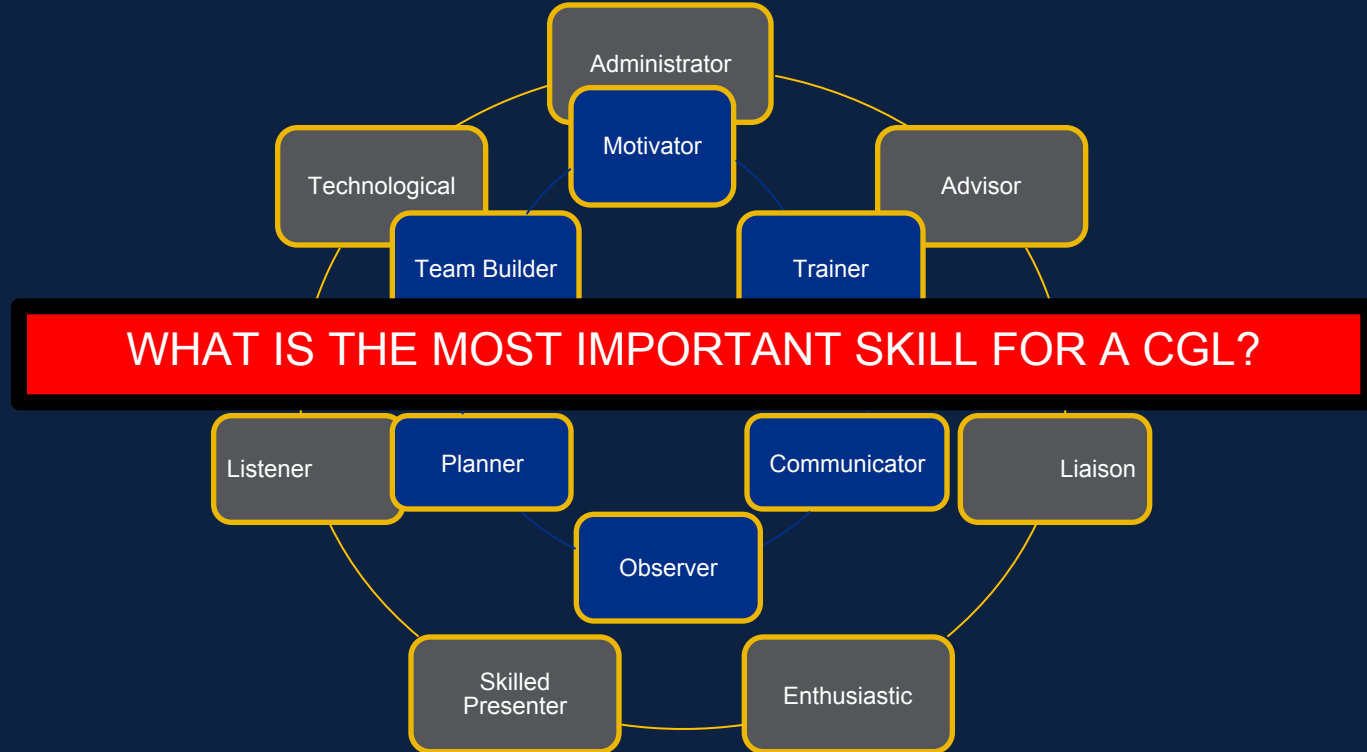 Administrator
Motivator
Technological
Advisor
Team Builder
Trainer
WHAT IS THE MOST IMPORTANT SKILL FOR A CGL?
Listener
Planner
Communicator
Liaison
Observer
Skilled
Presenter
Enthusiastic